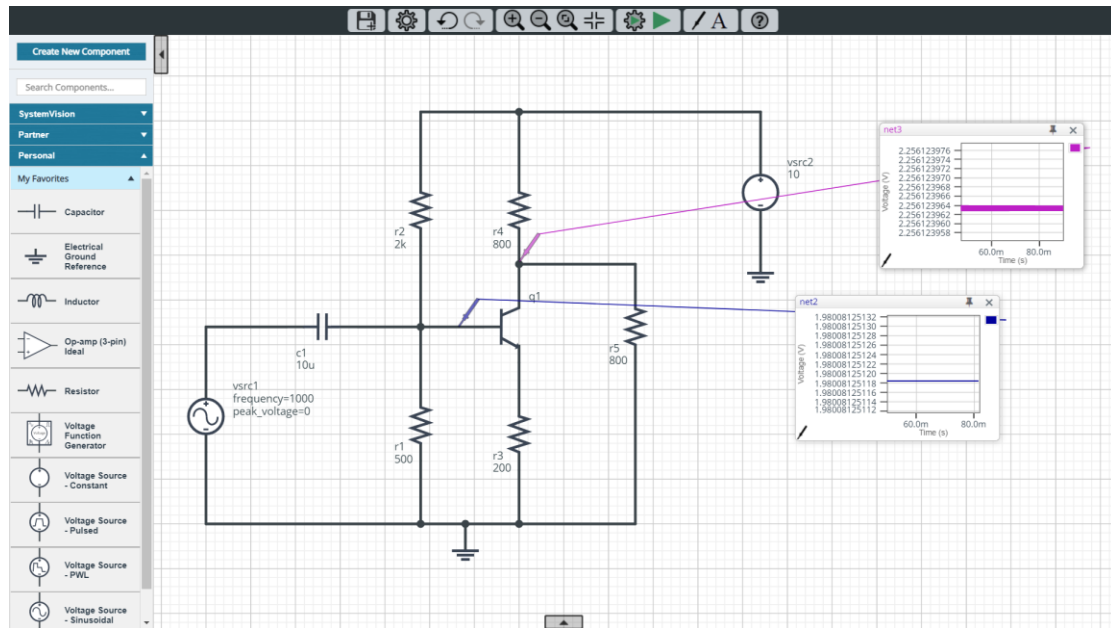 A
?
Create New Component
Search Components...
SystemVision
Partner
Personal
My Favorites
Capacitor
Electrical
Ground
Reference
Inductor
Op-amp (3-pin)
Ideal
Resistor
Voltage
Function
Generator
Voltage Source
- Constant
Voltage Source
- Pulsed
Voltage Source
- PWL
Voltage Source
- Sinusoidal
vsrc2
10
r2
2k
r4
800
q1
c1
10u
r5
800
vsrc1
frequency=1000
peak_voltage=0
r1
500
r3
200
net3
2.256123976
2.256123974
2.256123972
2.256123970
2.256123968
2.256123966
2.256123964
2.256123962
2.256123960
2.256123958
Voltage (V)
60.0m 80.0m
Time (s)
net2
1.98008125132
1.98008125130
1.98008125128
1.98008125126
1.98008125124
1.98008125122
1.98008125120
1.98008125118
1.98008125116
1.98008125114
1.98008125112
Voltage (V)
60.0m 80.0m
Time (s)